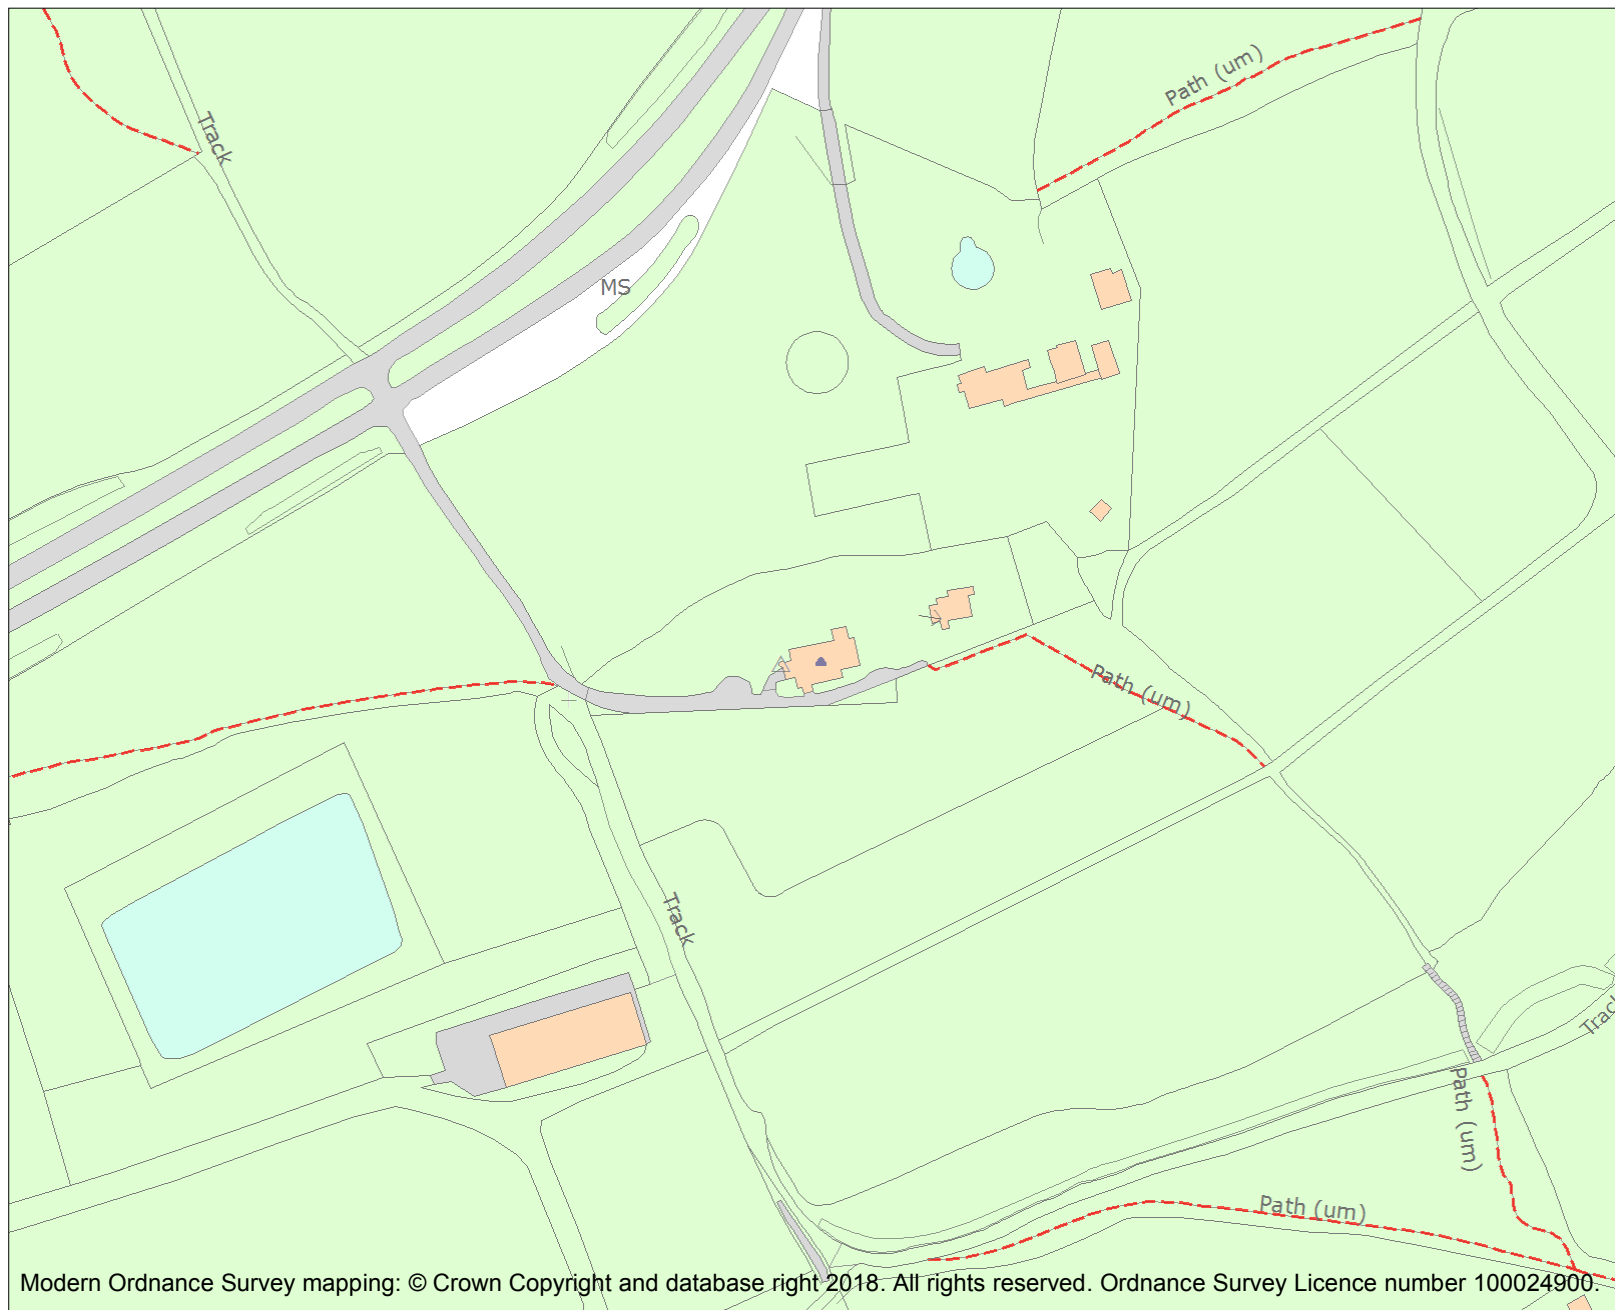 Path (um)
Track
MS
Path (um)
Track
Trac
Path (um)
Path (um)
Modern Ordnance Survey mapping: © Crown Copyright and database right 2018. All rights reserved. Ordnance Survey Licence number 100024900.